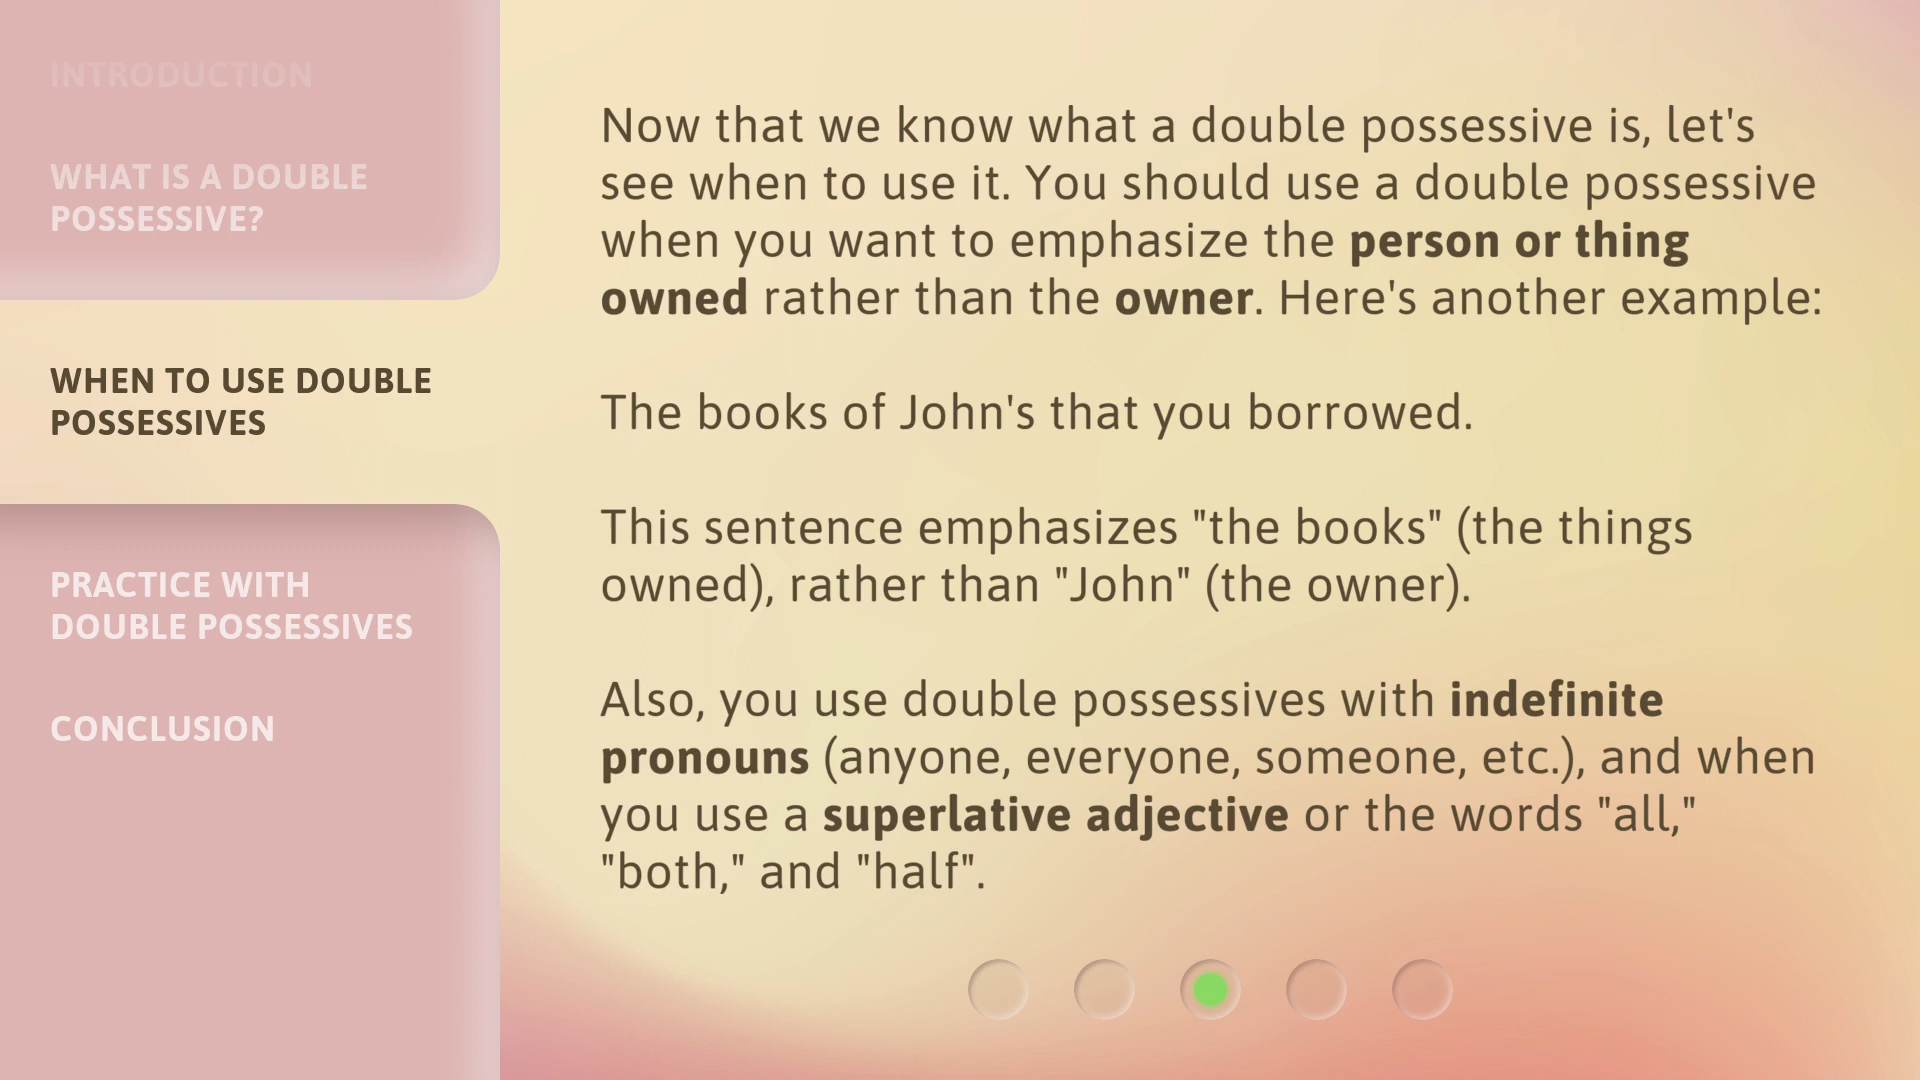 INTRODUCTION
WHAT IS A DOUBLE
POSSESSIVE?
WHEN TO USE DOUBLE
POSSESSIVES
PRACTICE WITH
DOUBLE POSSESSIVES
CONCLUSION
Now that we know what a double possessive is, let's
see when to use it. You should use a double possessive
when you want to emphasize the person or thing
owned rather than the owner. Here's another example:
The books of John's that you borrowed.
This sentence emphasizes "the books" (the things
owned), rather than "John" (the owner).
Also, you use double possessives with indefinite
pronouns (anyone, everyone, someone, etc.), and when
you use a superlative adjective or the words "all,"
"both," and "half".